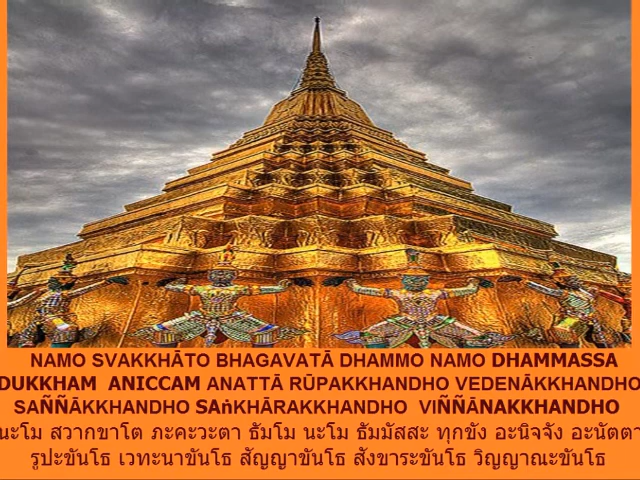 NAMO SVAKKHĀTO BHAGAVATĀ DHAMMO NAMO DHAMMASSA
DUKKHAM ANICCAM ANATTĀ RŪPAKKHANDHO VEDENĀKKHANDHO
SAÑÑĀKKHANDHO SAṅKHĀRAKKHANDHO VIÑÑĀNAKKHANDHO
นะโม สวากขาโต ภะคะวะตา ธัมโม นะโม ธัมมัสสะ ทุกขัง อะนิจจัง อะนัตตา
รูปะขันโธ เวทะนาขันโธ สัญญาขันโธ สังขาระขันโธ วิญญาณะขันโธ